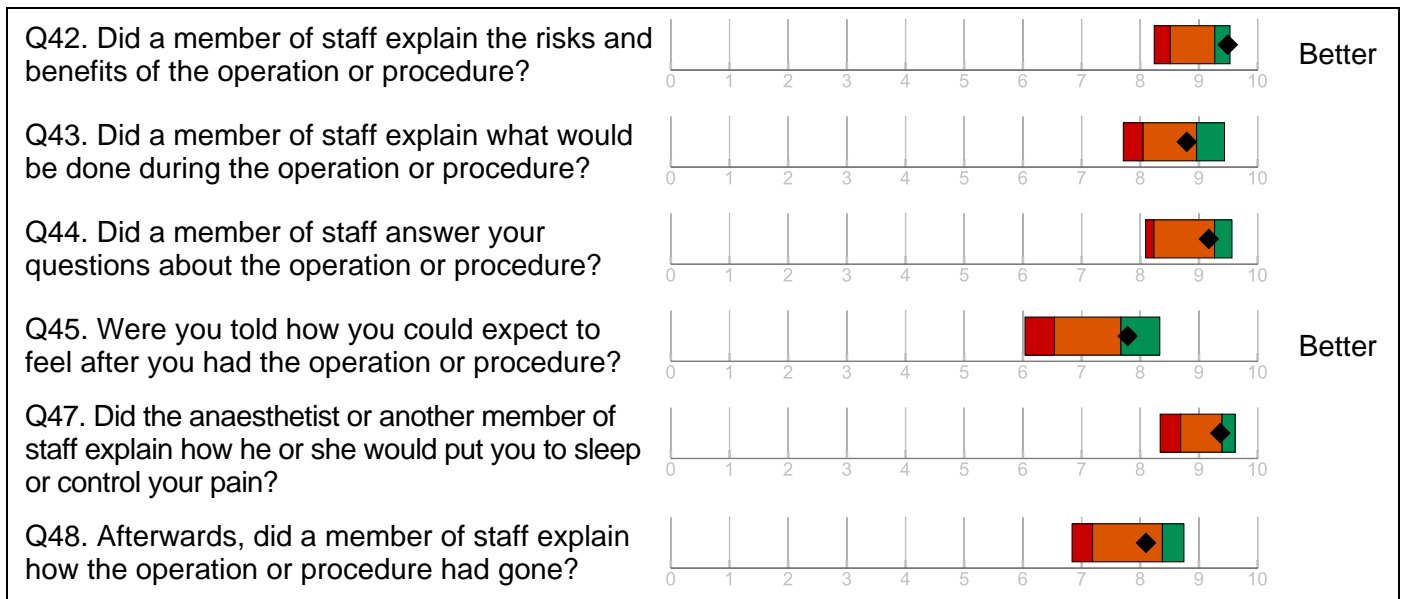 Q42. Did a member of staff explain the risks and
benefits of the operation or procedure?
0 1 2 3 4 5 6 7 8 9 10
Better
Q43. Did a member of staff explain what would
be done during the operation or procedure?
0 1 2 3 4 5 6 7 8 9 10
Q44. Did a member of staff answer your
questions about the operation or procedure?
0 1 2 3 4 5 6 7 8 9 10
Q45. Were you told how you could expect to
feel after you had the operation or procedure?
0 1 2 3 4 5 6 7 8 9 10
Better
Q47. Did the anaesthetist or another member of
staff explain how he or she would put you to sleep
or control your pain?
0 1 2 3 4 5 6 7 8 9 10
Q48. Afterwards, did a member of staff explain
how the operation or procedure had gone?
0 1 2 3 4 5 6 7 8 9 10